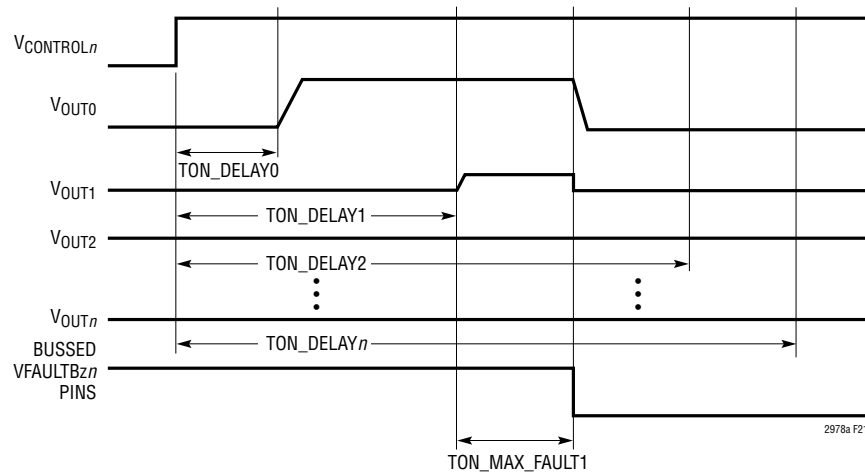 VCONTROLn
VOUT0
TON_DELAY0
VOUT1
TON_DELAY1
VOUT2
TON_DELAY2
VOUTn
BUSSED
VFAULTBzn
PINS
TON_DELAYn
2978a F21
TON_MAX_FAULT1